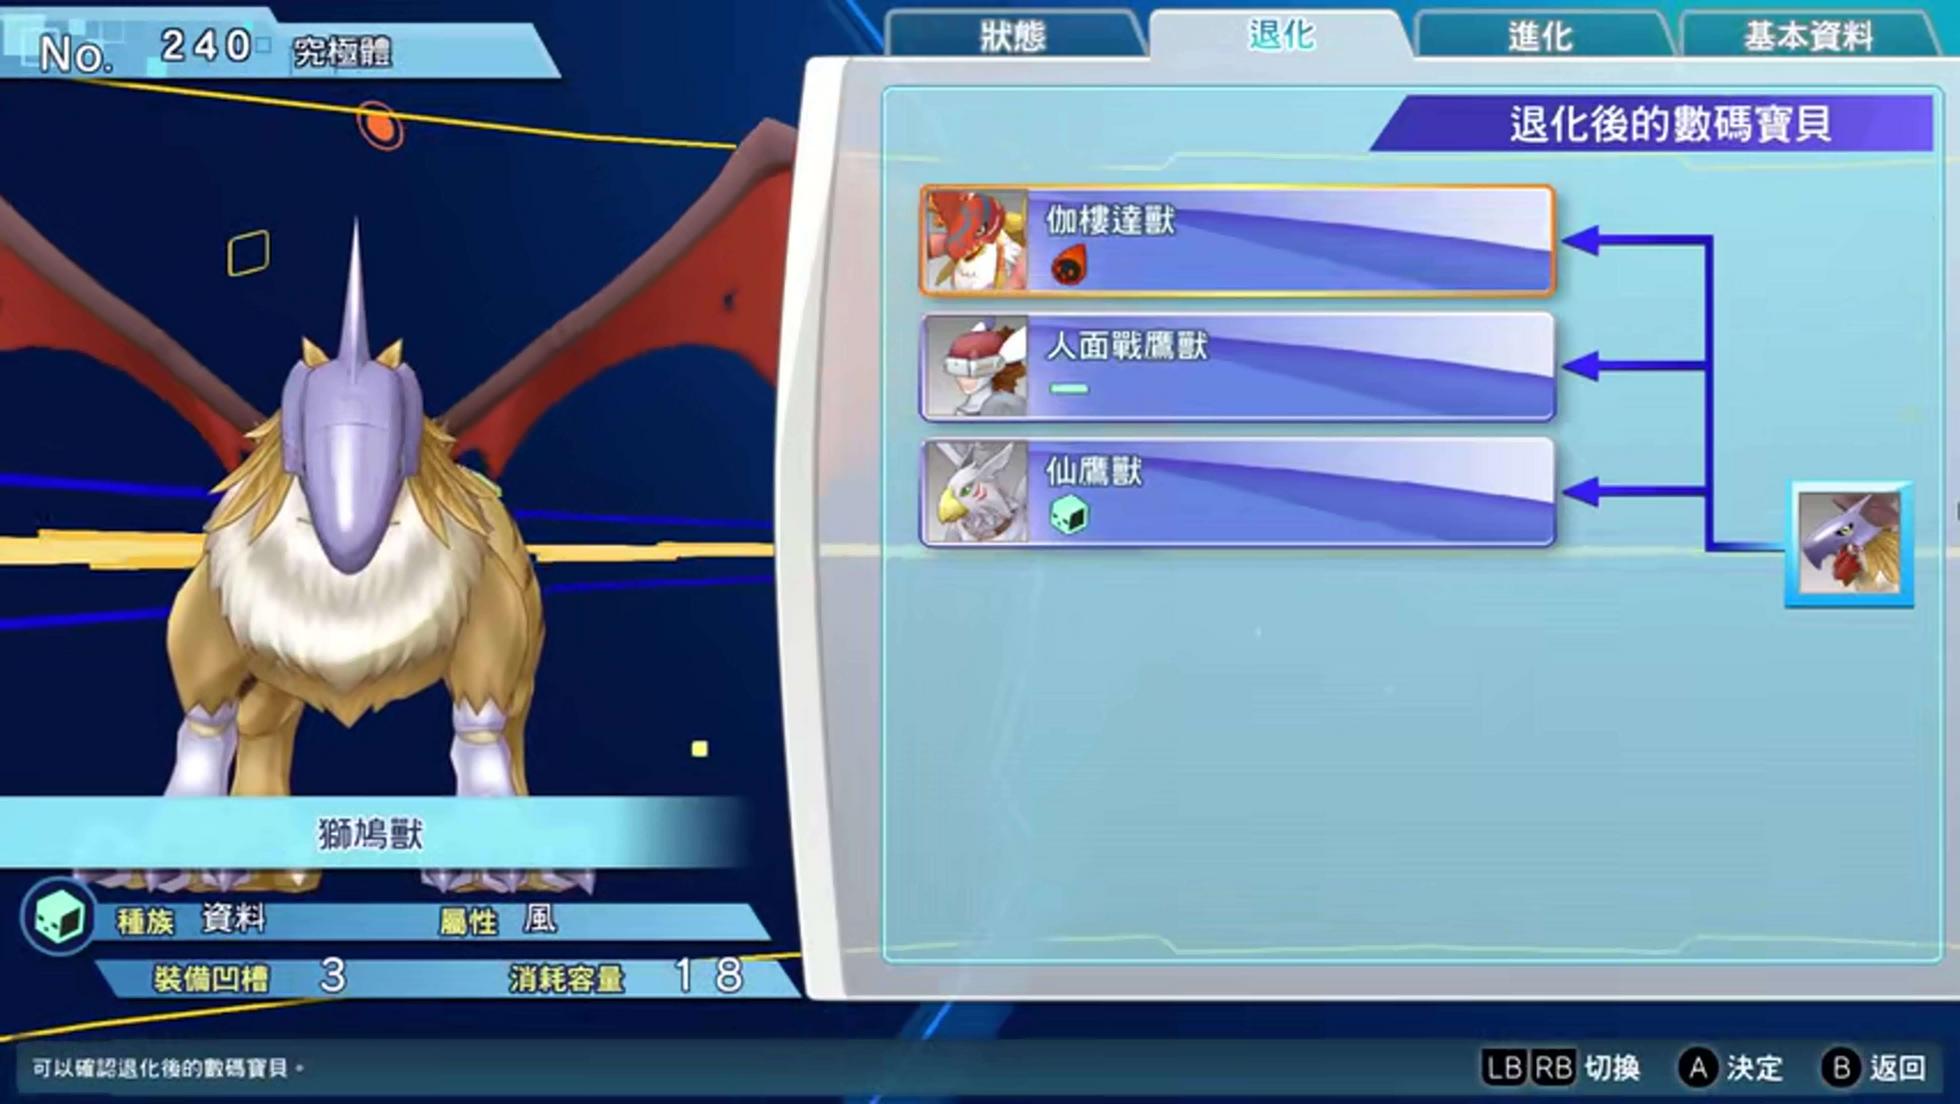 No. 240 究極體
狀態 退化 進化 基本資料
退化後的數碼寶貝
伽樓達獸
人面戰鷹獸
仙鷹獸
獅鳩獸
種族 資料 屬性 風
裝備凹槽 3 消耗容量 18
可以確認退化後的數碼寶貝。
LB RB 切換 A 決定 B 返回